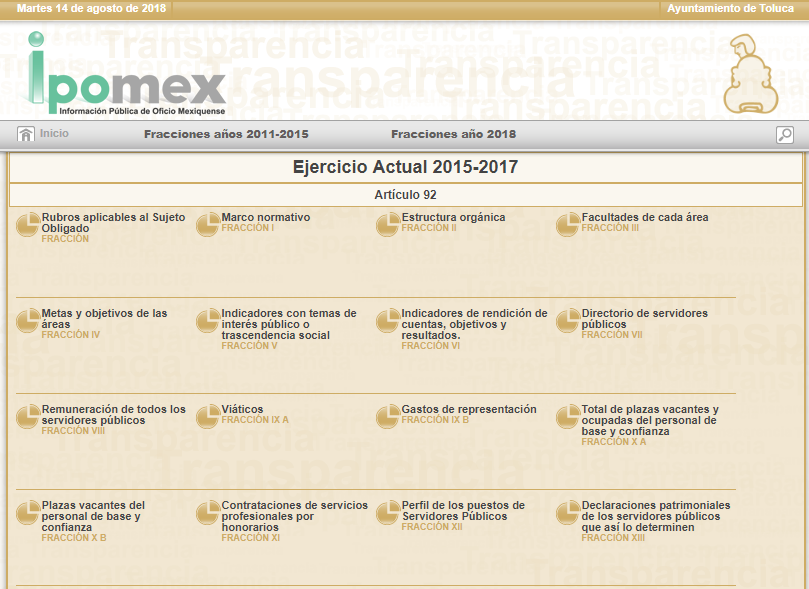 Martes 14 de agosto de 2018
Ayuntamiento de Toluca
ipomex
Información Pública de Oficio Mexiquense
Inicio
Fracciones años 2011-2015
Fracciones año 2018
Ejercicio Actual 2015-2017
Artículo 92
Rubros aplicables al Sujeto
Obligado
FRACCIÓN
Marco normativo
FRACCIÓN I
Estructura orgánica
FRACCIÓN II
Facultades de cada área
FRACCIÓN III
Metas y objetivos de las
áreas
FRACCIÓN IV
Indicadores con temas de
interés público o
trascendencia social
FRACCIÓN V
Indicadores de rendición de
cuentas, objetivos y
resultados.
FRACCIÓN VI
Directorio de servidores
públicos
FRACCIÓN VII
Remuneración de todos los
servidores públicos
FRACCIÓN VIII
Viáticos
FRACCIÓN IX A
Gastos de representación
FRACCIÓN IX B
Total de plazas vacantes y
ocupadas del personal de
base y confianza
FRACCIÓN X A
Plazas vacantes del
personal de base y
confianza
FRACCIÓN X B
Contrataciones de servicios
profesionales por
honorarios
FRACCIÓN XI
Perfil de los puestos de
Servidores Públicos
FRACCIÓN XII
Declaraciones patrimoniales
de los servidores públicos
que así lo determinen
FRACCIÓN XIII